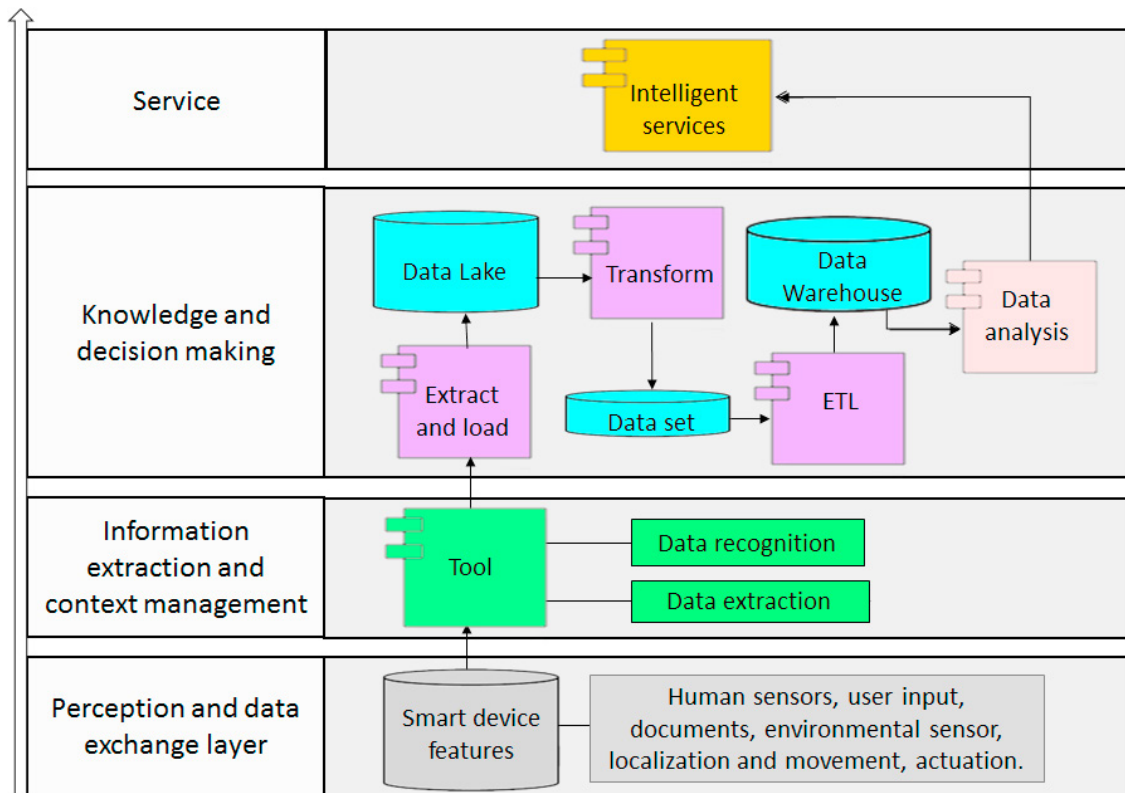 Service
Intelligent
services
Knowledge and
decision making
Data Lake
Transform
Data
Warehouse
Data
analysis
Extract
and load
Data set
ETL
Information
extraction and
context management
Tool
Data recognition
Data extraction
Perception and data
exchange layer
Smart device
features
Human sensors, user input,
documents, environmental sensor,
localization and movement, actuation.